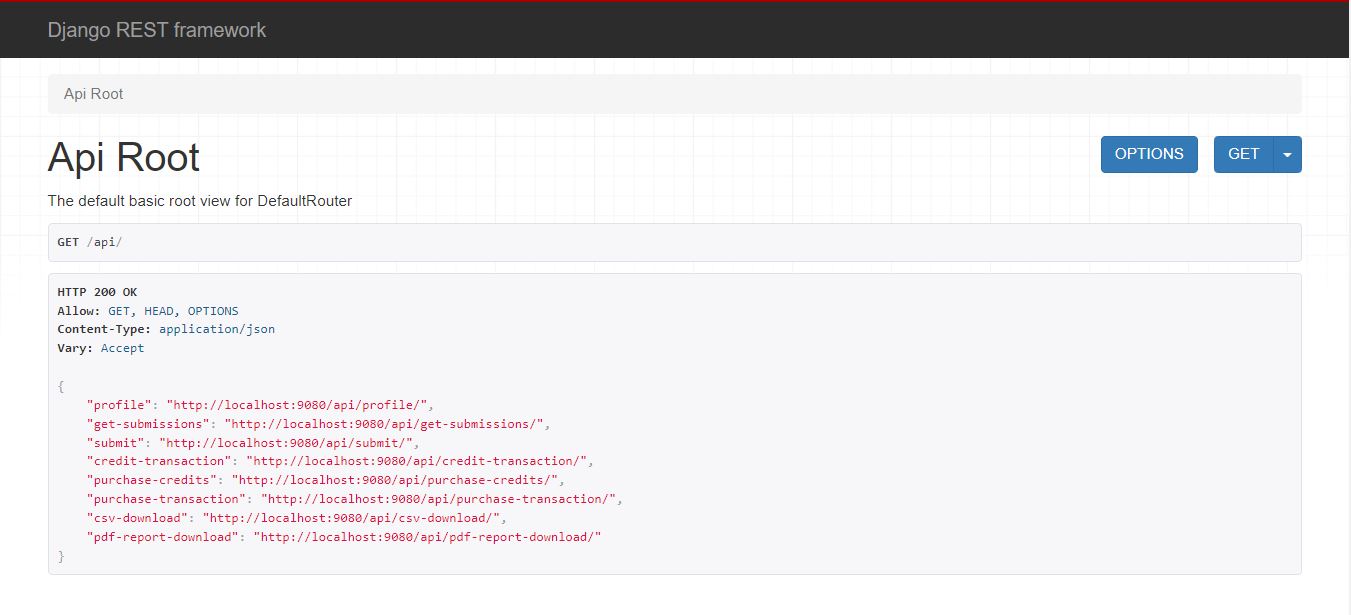 Django REST framework
Api Root
Api Root
OPTIONS
GET
The default basic root view for DefaultRouter
GET /api/
HTTP 200 OK
Allow: GET, HEAD, OPTIONS
Content-Type: application/json
Vary: Accept
{
    "profile": "http://localhost:9080/api/profile/",
    "get-submissions": "http://localhost:9080/api/get-submissions/",
    "submit": "http://localhost:9080/api/submit/",
    "credit-transaction": "http://localhost:9080/api/credit-transaction/",
    "purchase-credits": "http://localhost:9080/api/purchase-credits/",
    "purchase-transaction": "http://localhost:9080/api/purchase-transaction/",
    "csv-download": "http://localhost:9080/api/csv-download/",
    "pdf-report-download": "http://localhost:9080/api/pdf-report-download/"
}